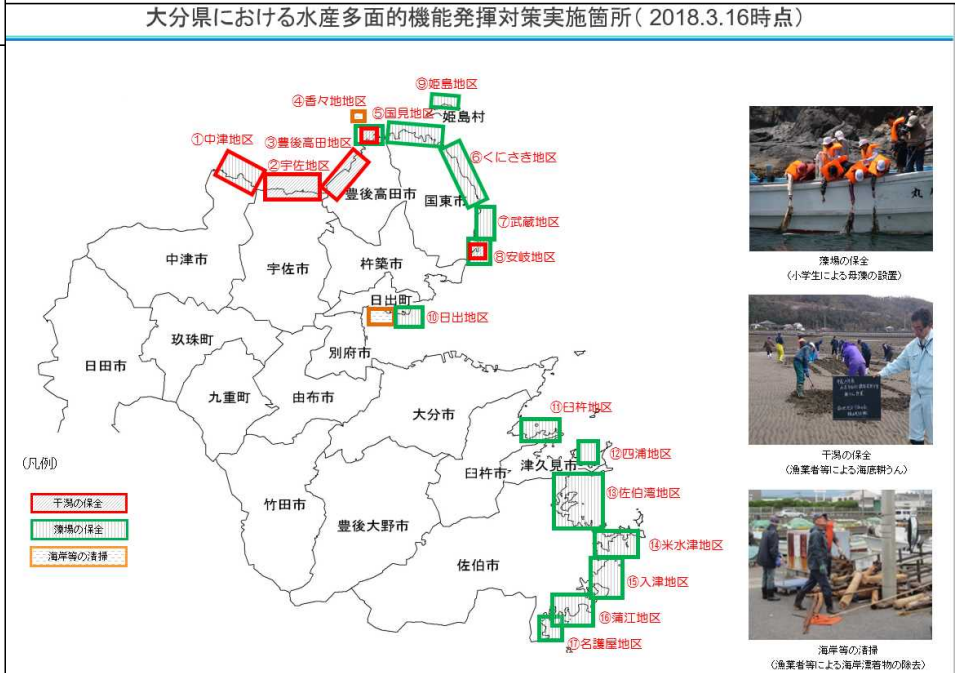 大分県における水産多面的機能発揮対策実施箇所( 2018.3.16時点)
⑨姫島地区
④香々地地区
⑤国見地区
姫島村
①中津地区
③豊後高田地区
②宇佐地区
⑥くにさき地区
豊後高田市
国東市
⑦武蔵地区
⑧安岐地区
中津市
宇佐市
杵築市
日出町
⑩日出地区
玖珠町
日田市
別府市
九重町
由布市
大分市
⑪臼杵地区
⑫四浦地区
津久見市
臼杵市
⑬佐伯湾地区
竹田市
豊後大野市
⑭米水津地区
佐伯市
⑮入津地区
⑯蒲江地区
⑰名護屋地区
(凡例)
干潟の保全
藻場の保全
海岸等の清掃
藻場の保全
(小学生による母藻の設置)
干潟の保全
(漁業者等による海底耕うん)
海岸等の清掃
(漁業者等による海岸漂着物の除去)